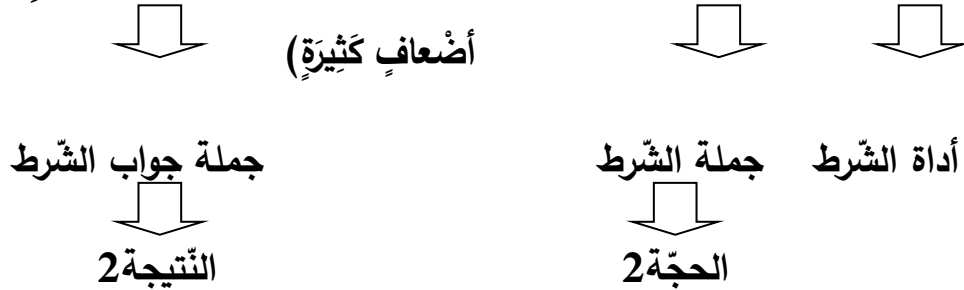 أضْعافٍ كَثِيرَةٍ)
أداة الشّرط جملة الشّرط جملة جواب الشّرط
الحجّة2 النّتيجة2